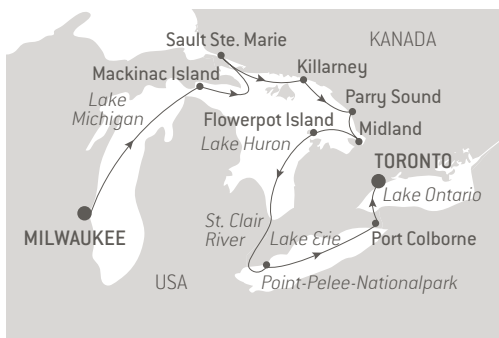 Sault Ste. Marie
KANADA
Mackinac Island
Killarney
Lake
Michigan
Parry Sound
Flowerpot Island
Midland
Lake Huron
TORONTO
Lake Ontario
St. Clair
River
Lake Erie
Port Colborne
MILWAUKEE
USA
Point-Pelee-Nationalpark